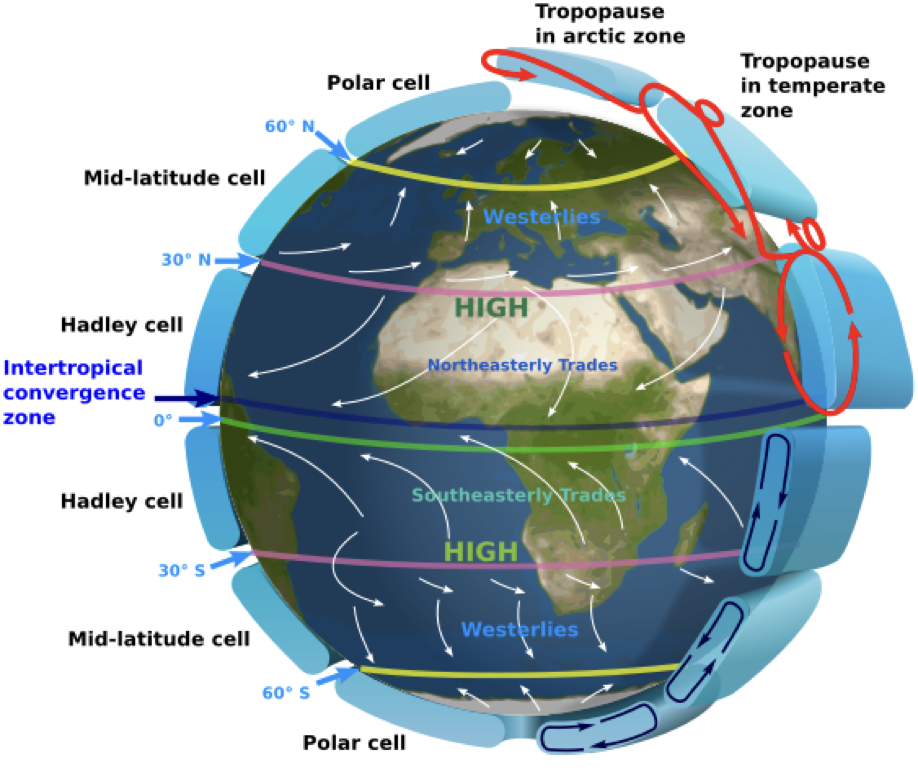 Tropopause
in arctic zone
Tropopause
in temperate
zone
Polar cell
60° N
Mid-latitude cell
Westerlies
30° N
HIGH
Hadley cell
Northeasterly Trades
Intertropical
convergence
zone
0°
Hadley cell
Southeasterly Trades
HIGH
30° S
Westerlies
Mid-latitude cell
60° S
Polar cell